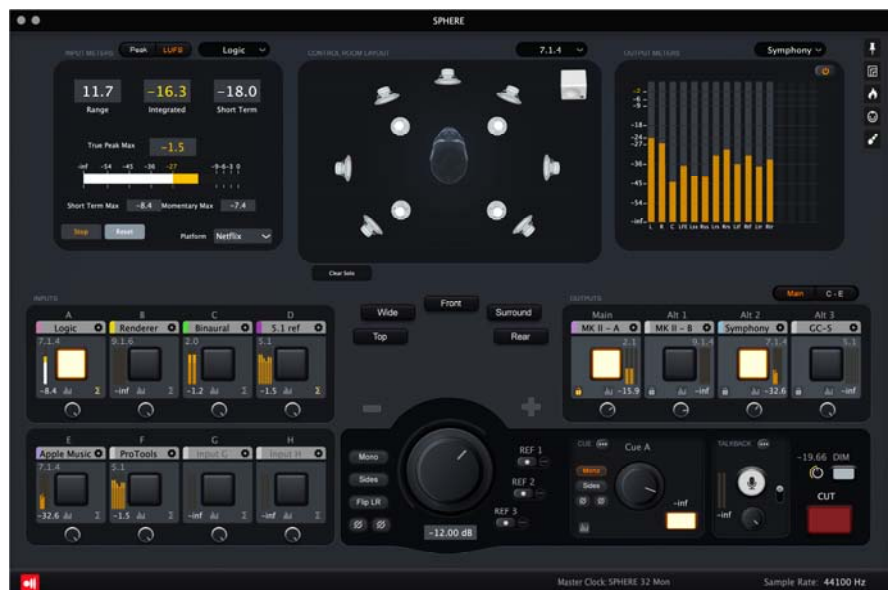 SPHERE
INPUT METERS Peak LUFS Logic
CONTROL ROOM LAYOUT 7.1.4
OUTPUT METERS Symphony
11.7 -16.3 -18.0
Range Integrated Short Term
True Peak Max -1.5
-inf -54 -45 -36 -27 -9 -6 -3 0
Short Term Max -8.4 Momentary Max -7.4
Stop Reset Platform Netflix
-6
-9
-18
-24
-27
-36
-45
-54
-inf
L R C LFE Lss Rss Lrs Rrs Ltf Rtf Ltr Rtr
Clear Solo
Wide Front Surround
Top Rear
INPUTS
A B C D
Logic Renderer Binaural 5.1 ref
7.1.4 9.1.6 2.0 5.1
-8.4 Σ -inf Σ -1.2 Σ -1.5 Σ
E F G H
Apple Music ProTools Input G Input H
7.1.4 5.1
-32.6 Σ -1.5 Σ -inf Σ -inf Σ
OUTPUTS Main C - E
Main Alt 1 Alt 2 Alt 3
MK II - A MK II - B Symphony GC-S
2.1 9.1.4 7.1.4 5.1
-15.9 -inf -32.6 -inf
Mono
Sides
Flip LR
Ø Ø
-12.00 dB
REF 1
REF 2
REF 3
CUE Cue A
Mono
Sides
Ø Ø
-inf
TALKBACK
-inf
-19.66 DIM
CUT
Master Clock: SPHERE 32 Mon Sample Rate: 44100 Hz